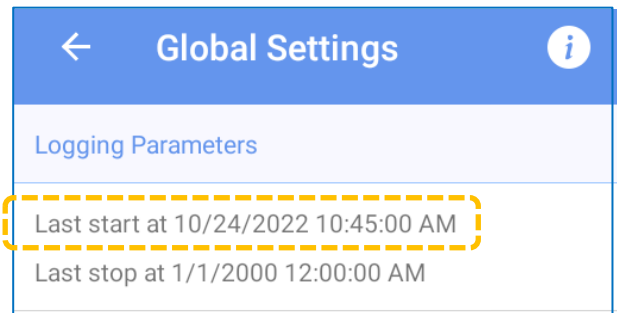 Global Settings
Logging Parameters
Last start at 10/24/2022 10:45:00 AM
Last stop at 1/1/2000 12:00:00 AM